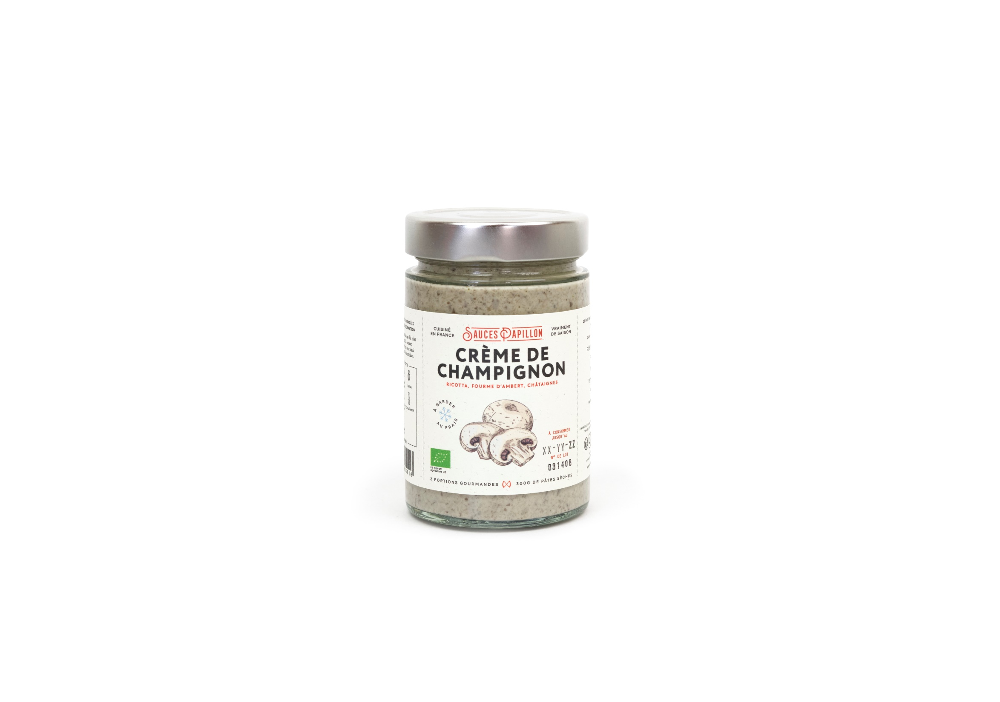 CUISINÉ
EN FRANCE
SAUCES PAPILLON
VRAIMENT
DE SAISON
CRÈME DE
CHAMPIGNON
RICOTTA, FOURME D'AMBERT, CHÂTAIGNES
À GARDER
AU FRAIS
À CONSOMMER
JUSQU'AU
XX-YY-ZZ
N° DE LOT
031406
FR-BIO-09
Agriculture UE
2 PORTIONS GOURMANDES
300G DE PÂTES SÈCHES